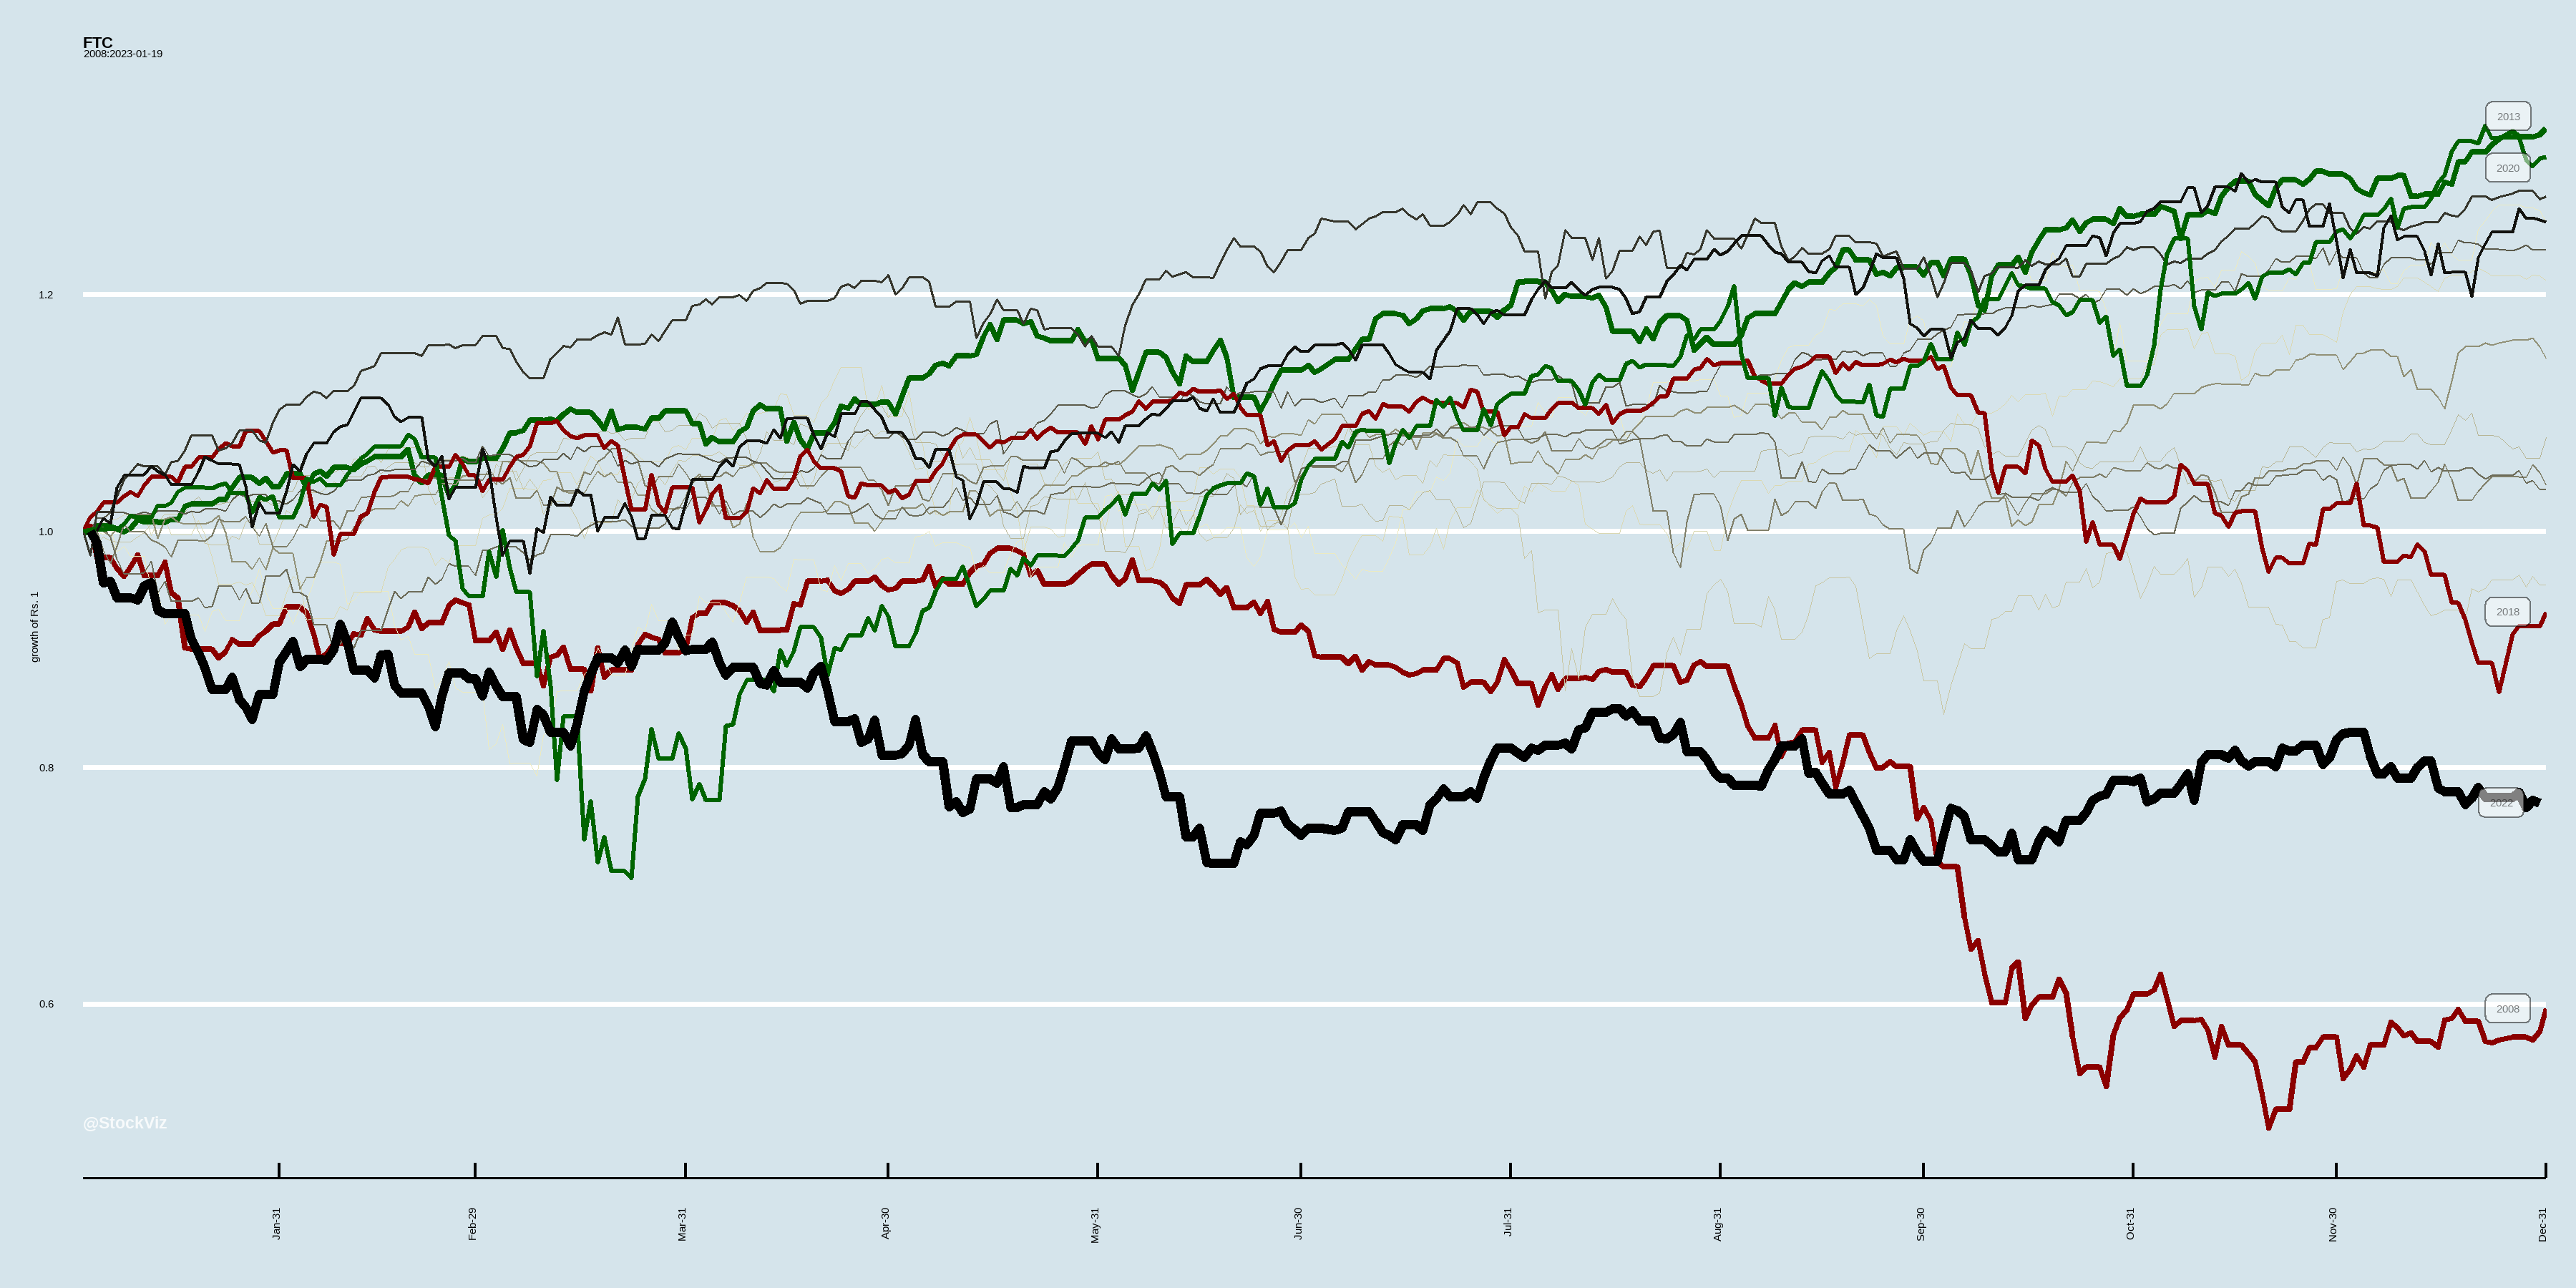 FTC
2008:2023-01-19
2013
2020
1.2
1.0
growth of Rs. 1
2018
0.8
2022
0.6
2008
@StockViz
Jan-31
Feb-29
Mar-31
Apr-30
May-31
Jun-30
Jul-31
Aug-31
Sep-30
Oct-31
Nov-30
Dec-31